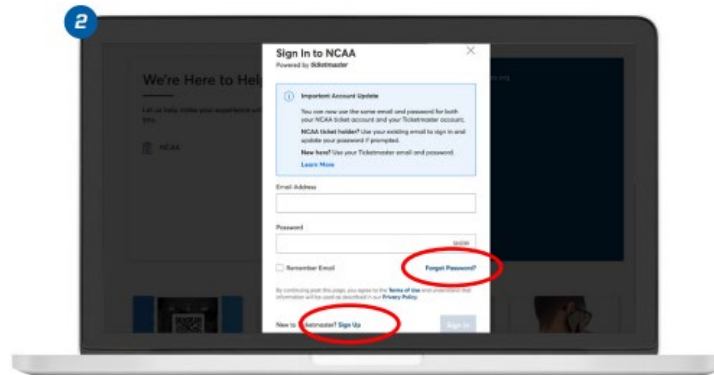 2
Sign In to NCAA
Powered by ticketmaster
We're Here to Hel
Important Account Update
You can now use the same email and password for both
your NCAA ticket account and your Ticketmaster account.
NCAA ticket holder? Use your existing email to sign in and
update your password if prompted.
New here? Use your Ticketmaster email and password.
Learn More
NCAA
Email Address
Password
SHOW
Remember Email
Forgot Password?
By continuing past this page, you agree to the Terms of Use and understand that
information will be used as described in our Privacy Policy.
New to Ticketmaster? Sign Up
Sign In